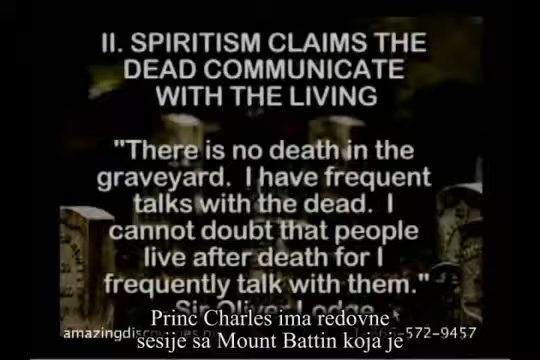 II. SPIRITISM CLAIMS THE
DEAD COMMUNICATE
WITH THE LIVING
"There is no death in the
graveyard. I have frequent
talks with the dead. I
cannot doubt that people
live after death for I
frequently talk with them."
Sir Oliver Lodge
Princ Charles ima redovne
sesije sa Mount Battin koja je
amazingdisc
-572-9457